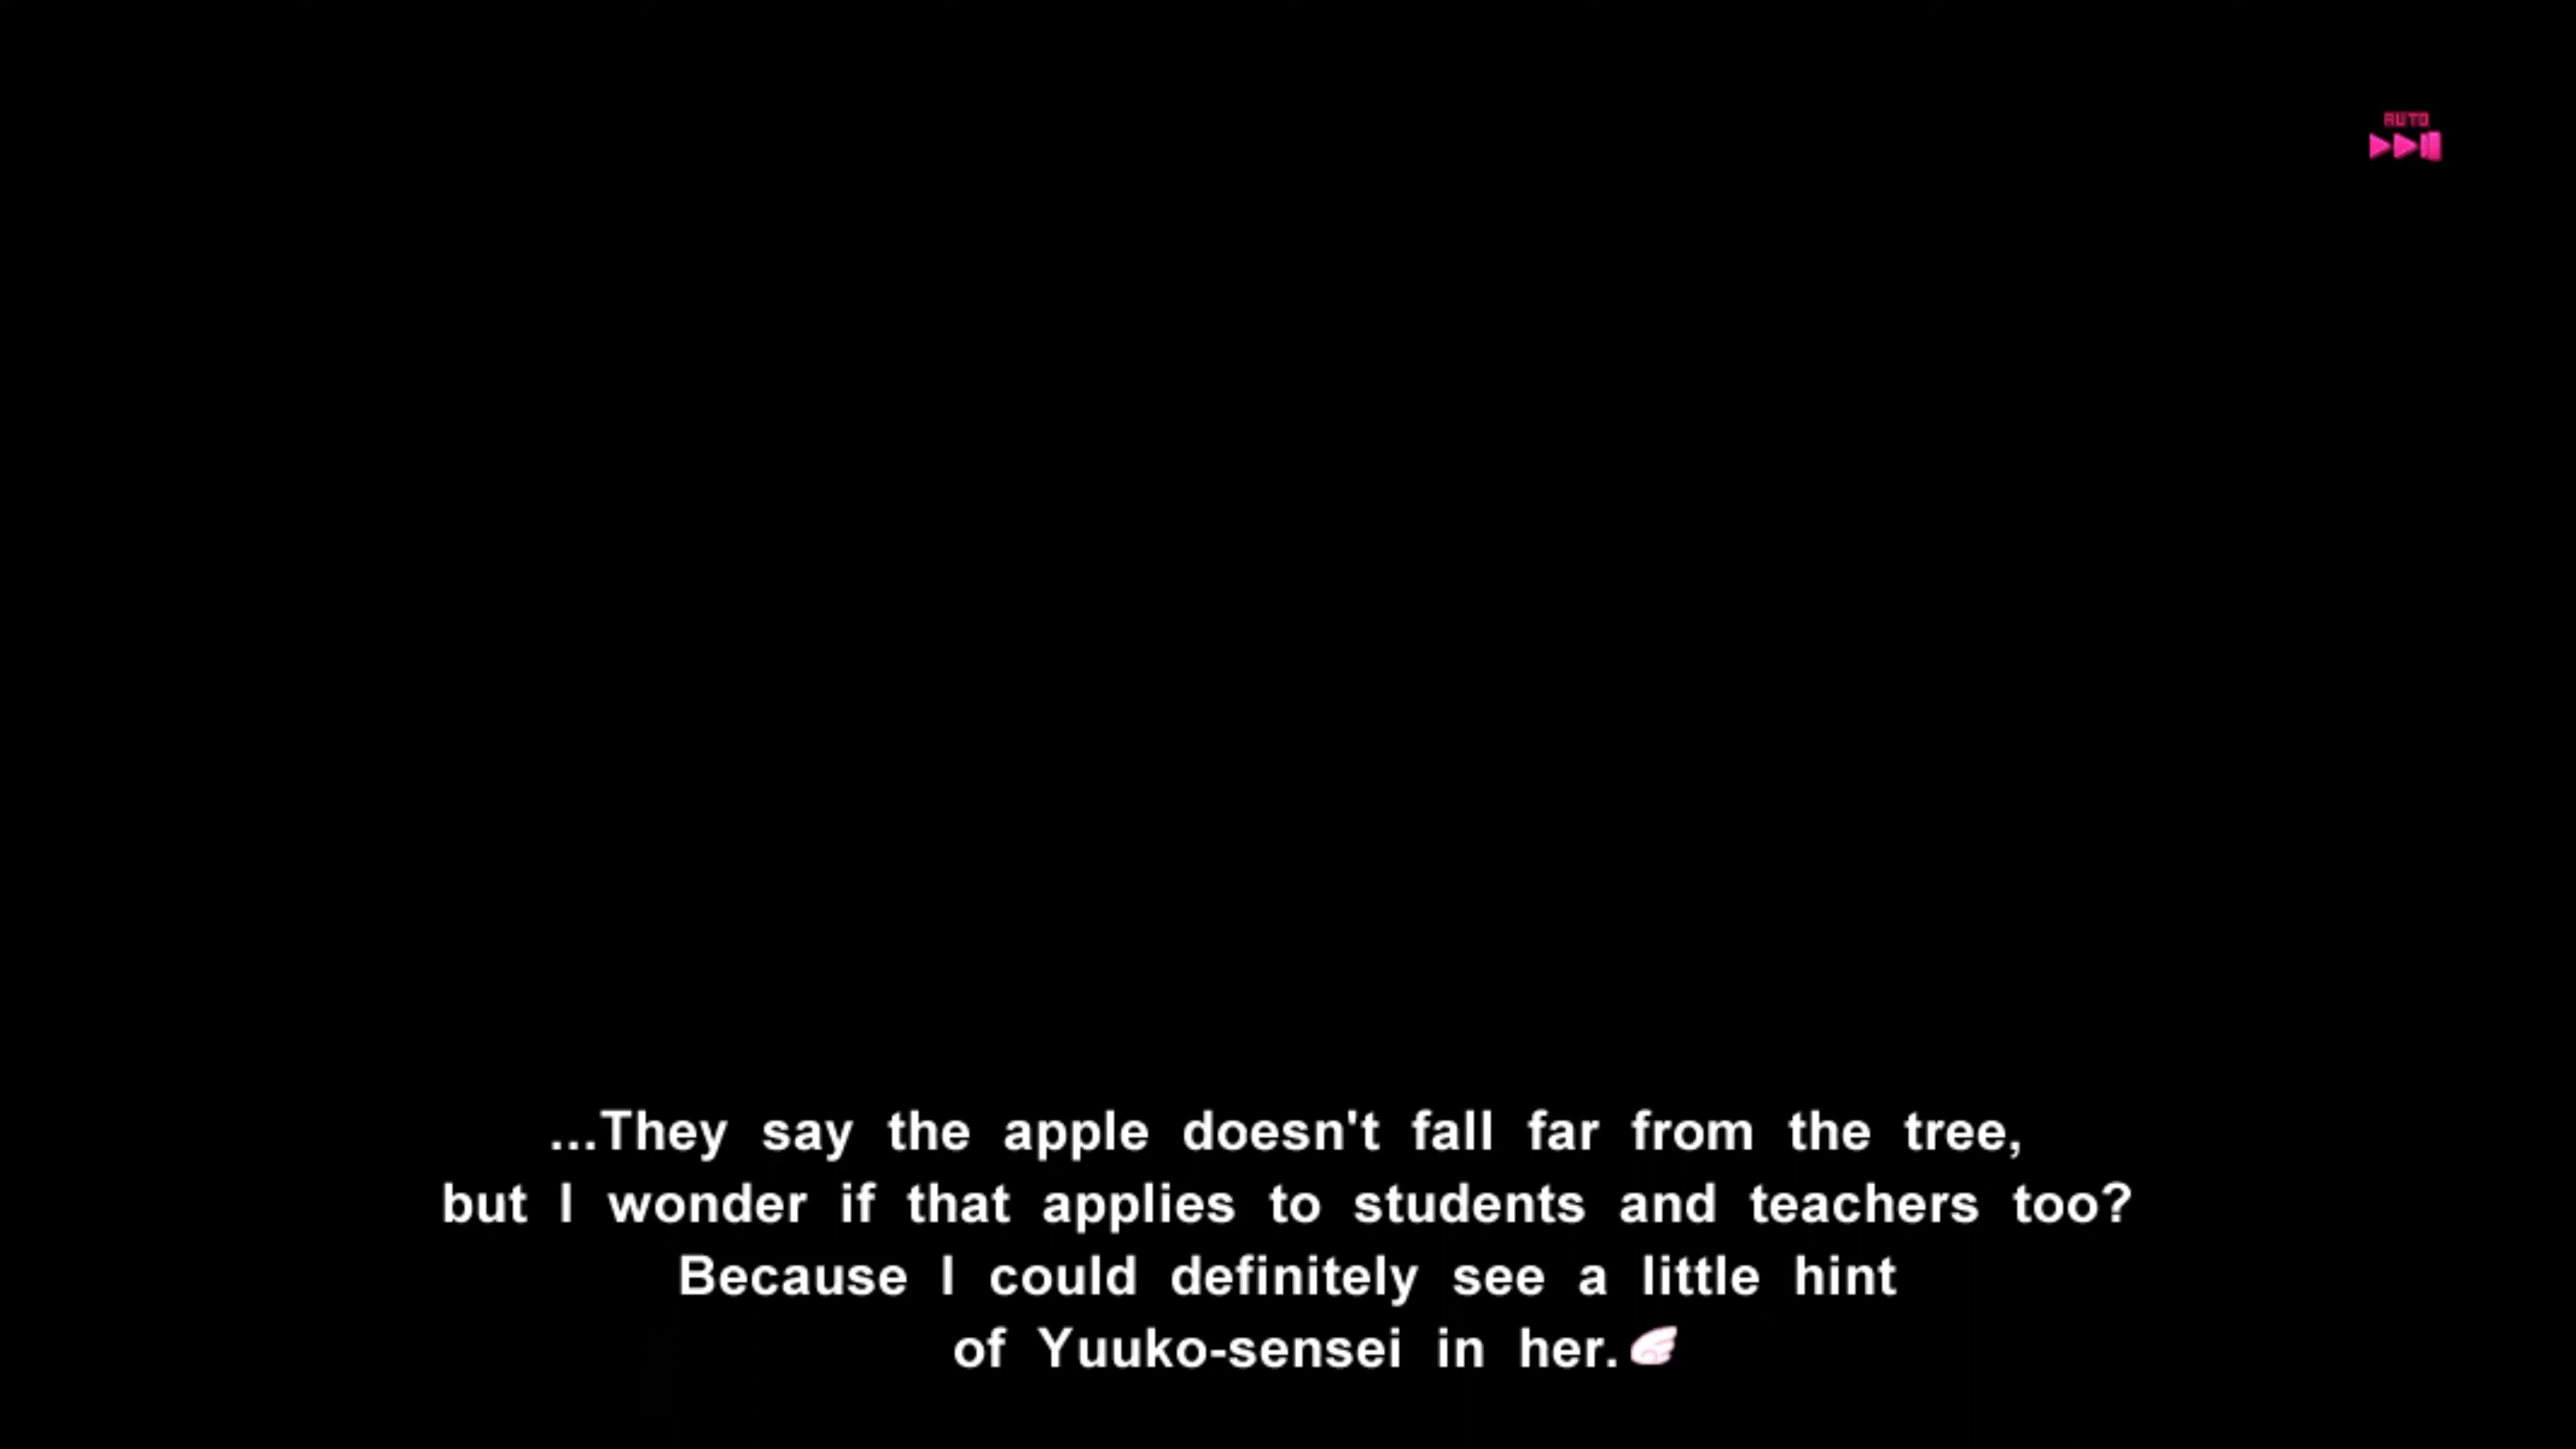 AUTO
...They say the apple doesn't fall far from the tree,
but I wonder if that applies to students and teachers too?
Because I could definitely see a little hint
of Yuuko-sensei in her.